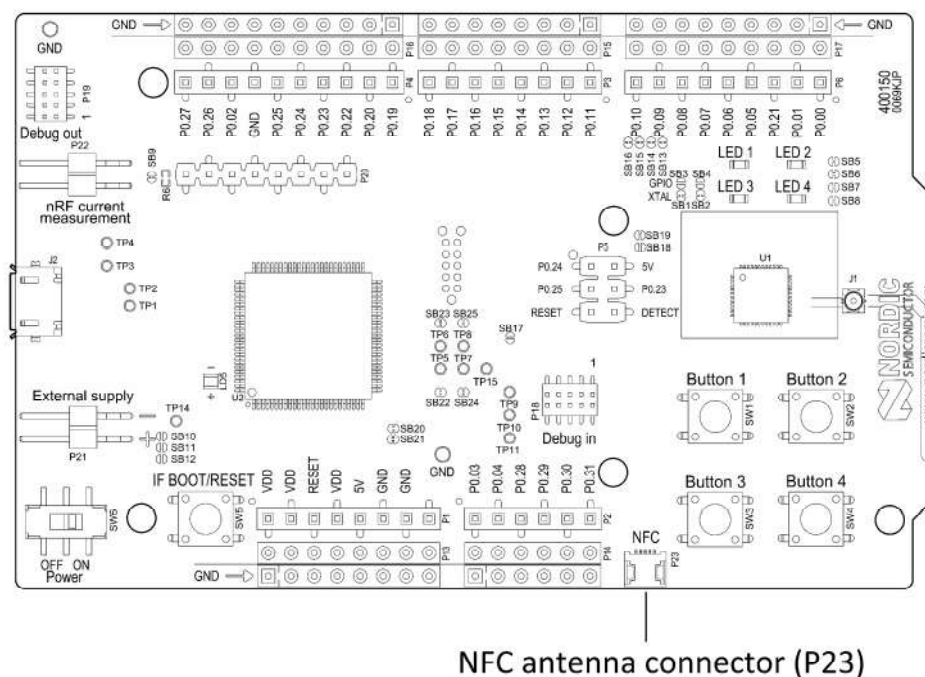 GND
GND
GND
P16
P15
P17
P4
P3
P6
P19
1
Debug out
P0.27
P0.26
P0.02
GND
P0.25
P0.24
P0.23
P0.22
P0.20
P0.19
P0.18
P0.17
P0.16
P0.15
P0.14
P0.13
P0.12
P0.11
P0.10
P0.09
P0.08
P0.07
P0.06
P0.05
P0.21
P0.01
P0.00
400150
0069KJP
P22
nRF current
measurement
SB9
R6
P20
SB16
SB15
SB14
SB13
LED 1
LED 2
LED 3
LED 4
SB3
SB4
GPIO
XTAL
SB1
SB2
SB5
SB6
SB7
SB8
TP4
TP3
TP2
TP1
J2
SB19
SB18
P5
P0.24
5V
P0.25
P0.23
RESET
DETECT
U1
J1
NORDIC
SEMICONDUCTOR
SB23
SB25
TP6
TP8
TP5
TP7
TP15
SB22
SB24
SB17
TP9
TP10
TP11
LD5
1
P18
Debug in
Button 1
Button 2
SW1
SW2
External supply
P21
TP14
SB10
SB11
SB12
SB20
SB21
GND
IF BOOT/RESET
SW5
VDD
VDD
RESET
VDD
5V
GND
GND
P0.03
P0.04
P0.28
P0.29
P0.30
P0.31
Button 3
Button 4
SW3
SW4
SW6
OFF ON
Power
P1
P2
P13
P14
GND
NFC
P23
NFC antenna connector (P23)